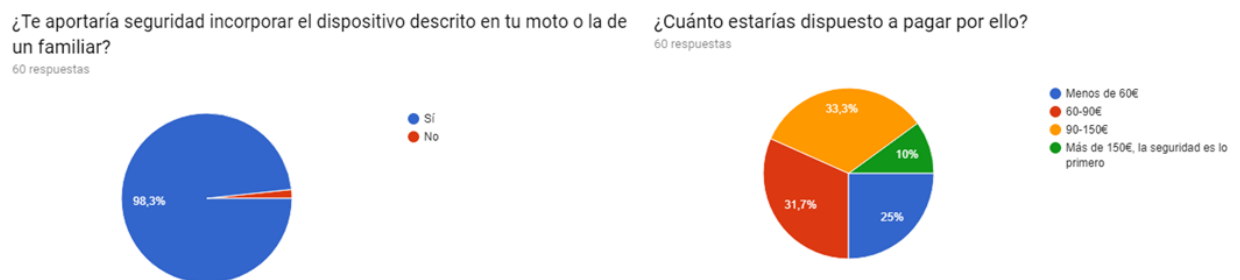 ¿Te aportaría seguridad incorporar el dispositivo descrito en tu moto o la de
un familiar?
60 respuestas
Sí
No
98,3%
¿Cuánto estarías dispuesto a pagar por ello?
60 respuestas
33,3%
10%
31,7%
25%
Menos de 60€
60-90€
90-150€
Más de 150€, la seguridad es lo
primero